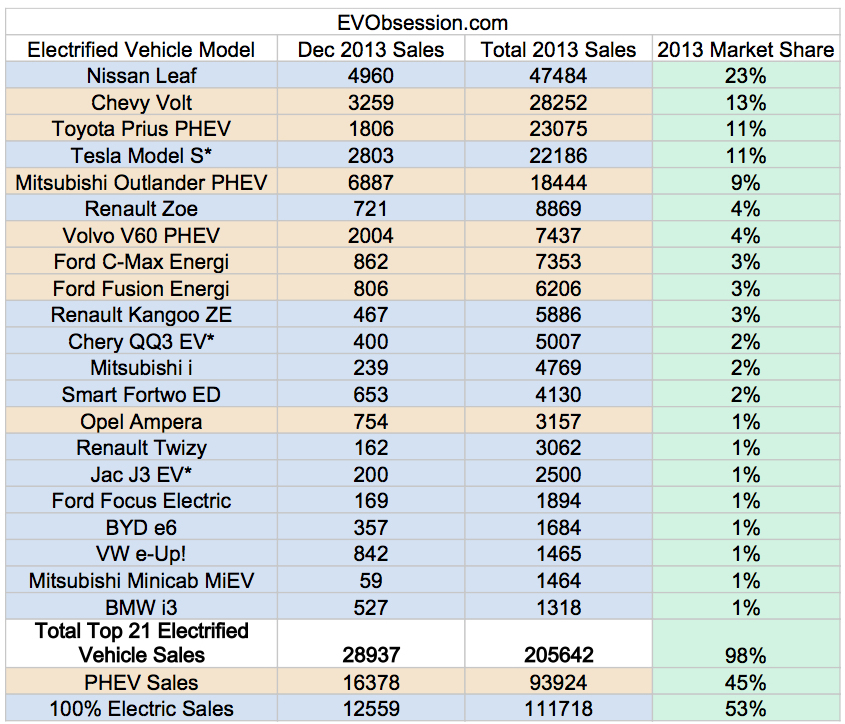 EVObsession.com
Electrified Vehicle Model Dec 2013 Sales Total 2013 Sales 2013 Market Share
Nissan Leaf 4960 47484 23%
Chevy Volt 3259 28252 13%
Toyota Prius PHEV 1806 23075 11%
Tesla Model S* 2803 22186 11%
Mitsubishi Outlander PHEV 6887 18444 9%
Renault Zoe 721 8869 4%
Volvo V60 PHEV 2004 7437 4%
Ford C-Max Energi 862 7353 3%
Ford Fusion Energi 806 6206 3%
Renault Kangoo ZE 467 5886 3%
Chery QQ3 EV* 400 5007 2%
Mitsubishi i 239 4769 2%
Smart Fortwo ED 653 4130 2%
Opel Ampera 754 3157 1%
Renault Twizy 162 3062 1%
Jac J3 EV* 200 2500 1%
Ford Focus Electric 169 1894 1%
BYD e6 357 1684 1%
VW e-Up! 842 1465 1%
Mitsubishi Minicab MiEV 59 1464 1%
BMW i3 527 1318 1%
Total Top 21 Electrified
Vehicle Sales 28937 205642 98%
PHEV Sales 16378 93924 45%
100% Electric Sales 12559 111718 53%